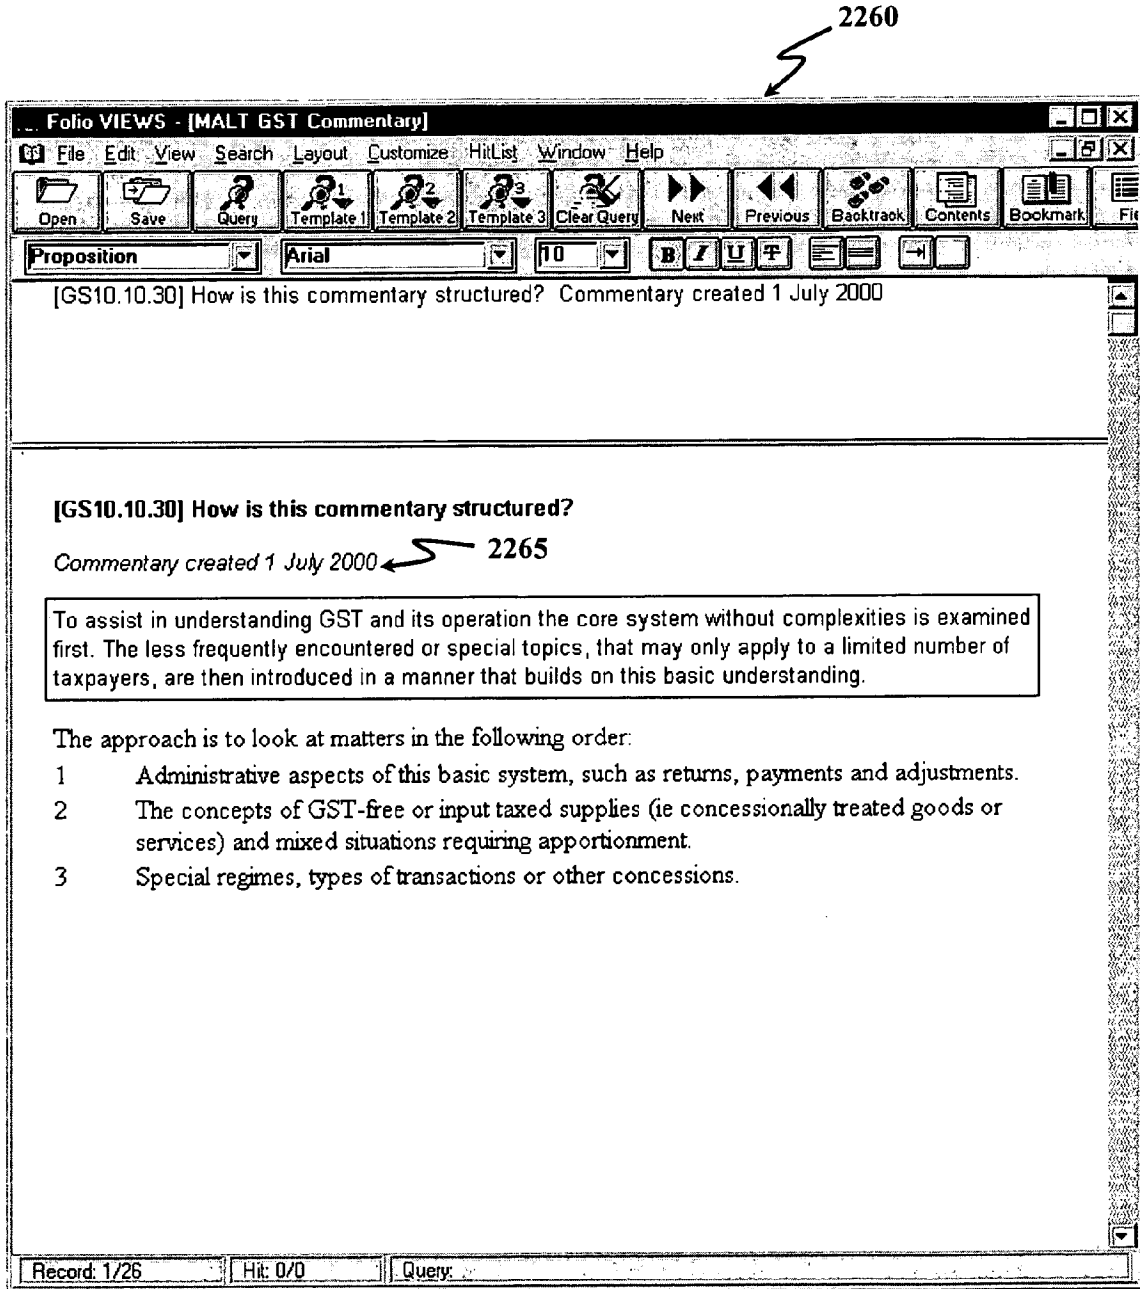 2260
Folio VIEWS - [MALT GST Commentary]
File Edit View Search Layout Customize HitList Window Help
Open Save Query Template 1 Template 2 Template 3 Clear Query Next Previous Backtrack Contents Bookmark Fie
Proposition Arial 10 B I U T
[GS10.10.30] How is this commentary structured? Commentary created 1 July 2000
[GS10.10.30] How is this commentary structured?
Commentary created 1 July 2000 2265
To assist in understanding GST and its operation the core system without complexities is examined
first. The less frequently encountered or special topics, that may only apply to a limited number of
taxpayers, are then introduced in a manner that builds on this basic understanding.
The approach is to look at matters in the following order:
1 Administrative aspects of this basic system, such as returns, payments and adjustments.
2 The concepts of GST-free or input taxed supplies (ie concessionally treated goods or
services) and mixed situations requiring apportionment.
3 Special regimes, types of transactions or other concessions.
Record: 1/26 Hit: 0/0 Query: